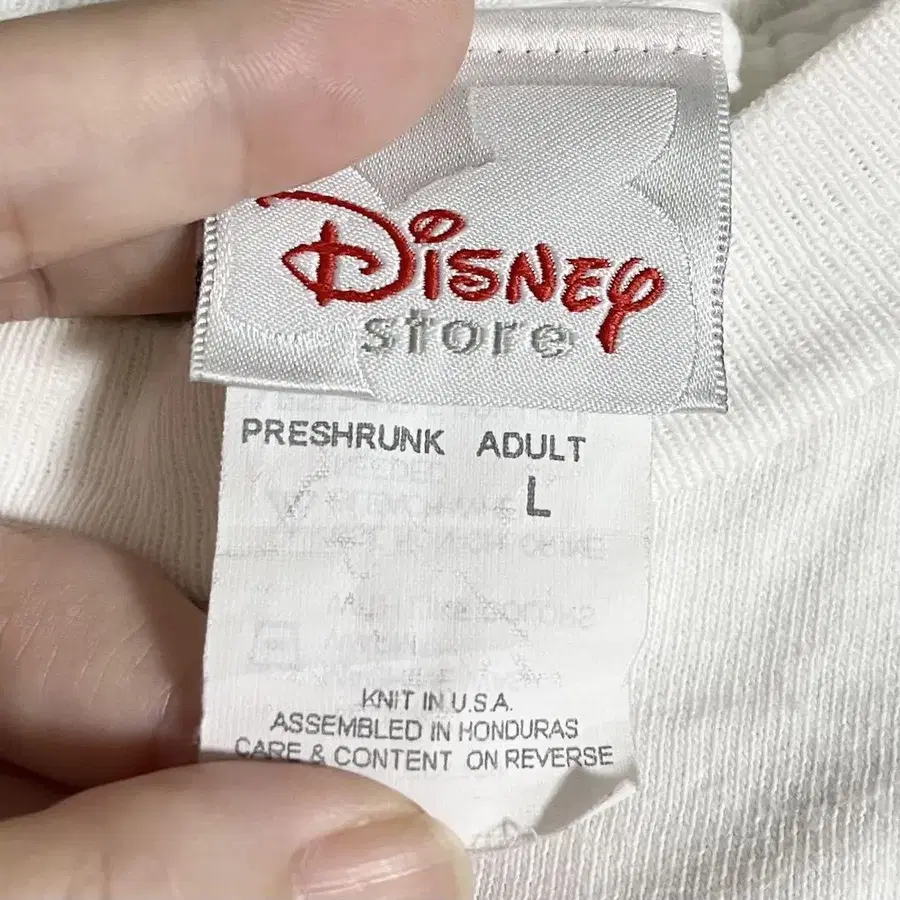 Disney
store
PRESHRUNK ADULT
L
KNIT IN U.S.A.
ASSEMBLED IN HONDURAS
CARE & CONTENT ON REVERSE